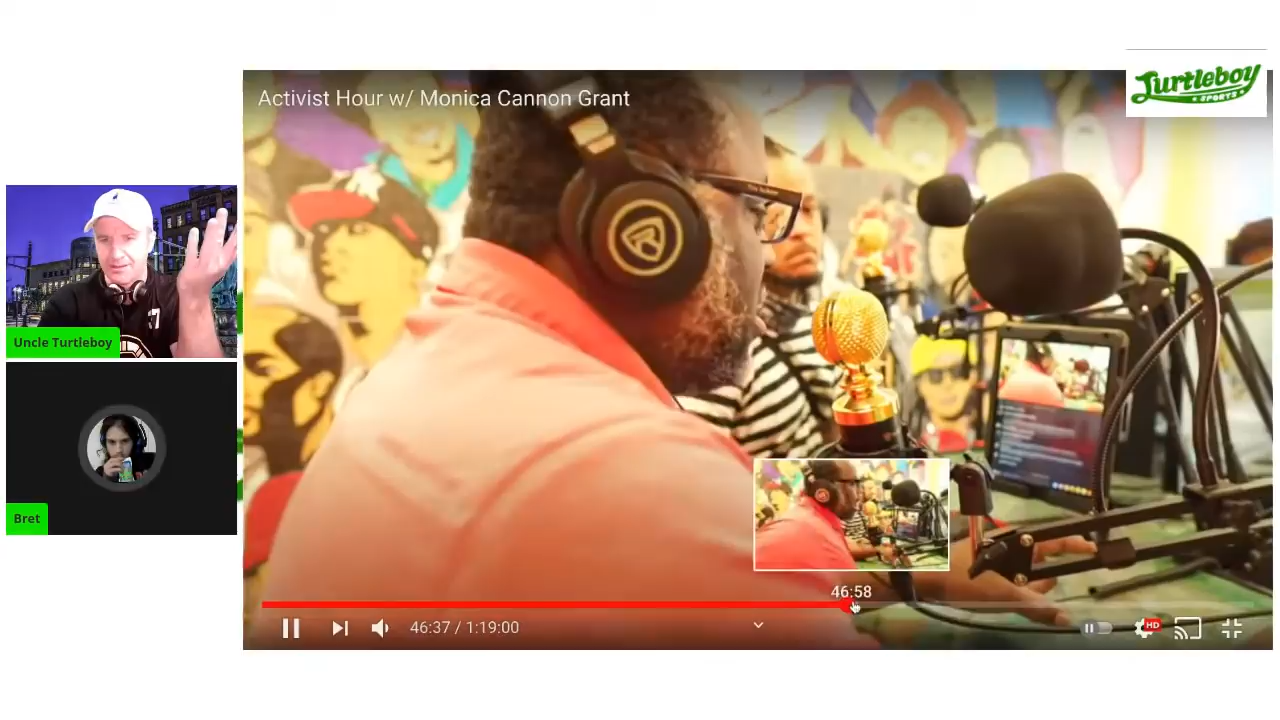 Activist Hour w/ Monica Cannon Grant
Turtleboy
SPORTS
Uncle Turtleboy
Bret
46:58
46:37 / 1:19:00
HD